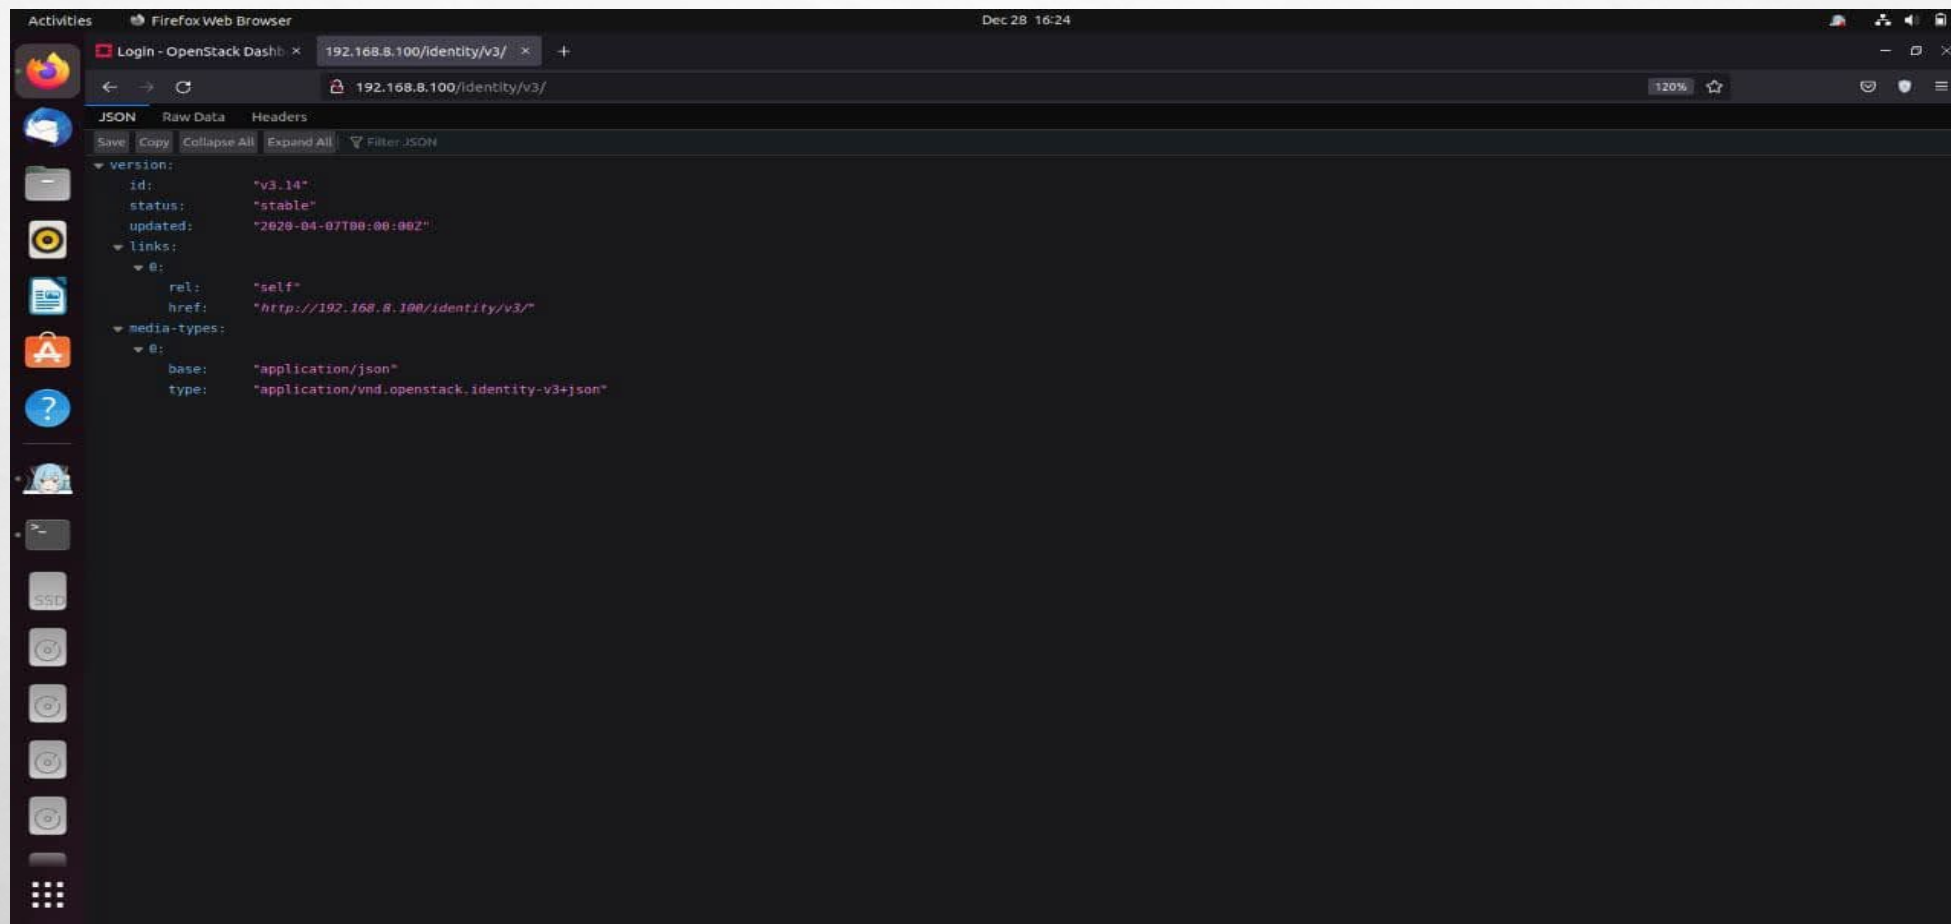 Activities Firefox Web Browser Dec 28 16:24
Login - OpenStack Dashb × 192.168.8.100/identity/v3/ × +
192.168.8.100/identity/v3/ 120%
JSON Raw Data Headers
Save Copy Collapse All Expand All Filter JSON
version:
id: "v3.14"
status: "stable"
updated: "2020-04-07T00:00:00Z"
links:
0:
rel: "self"
href: "http://192.168.8.100/identity/v3/"
media-types:
0:
base: "application/json"
type: "application/vnd.openstack.identity-v3+json"
SSD